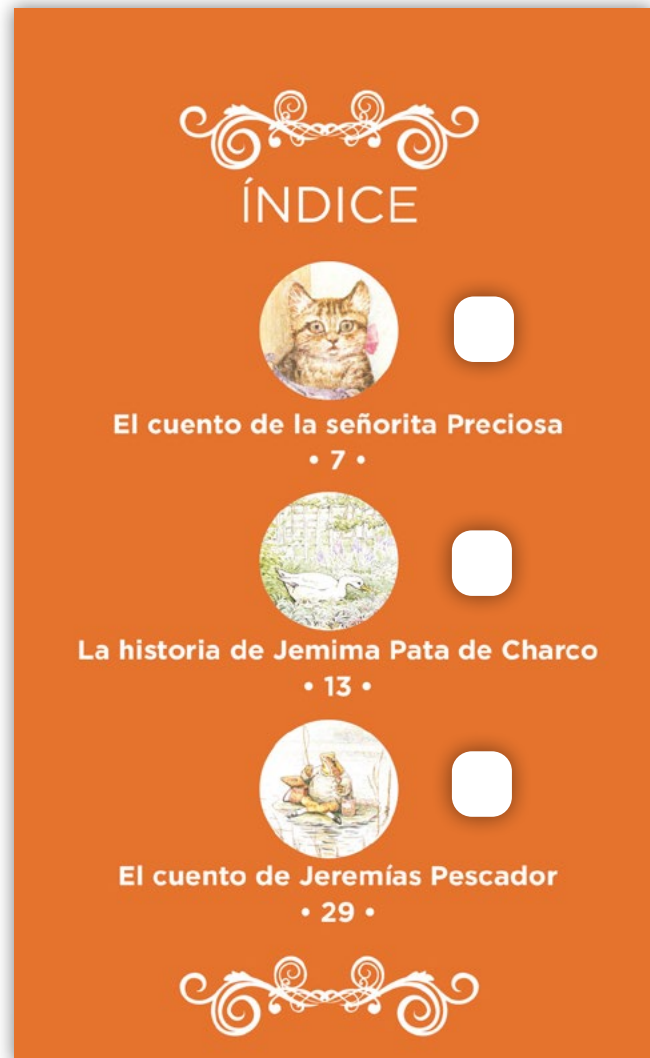 ÍNDICE
El cuento de la señorita Preciosa
• 7 •
La historia de Jemima Pata de Charco
• 13 •
El cuento de Jeremías Pescador
• 29 •